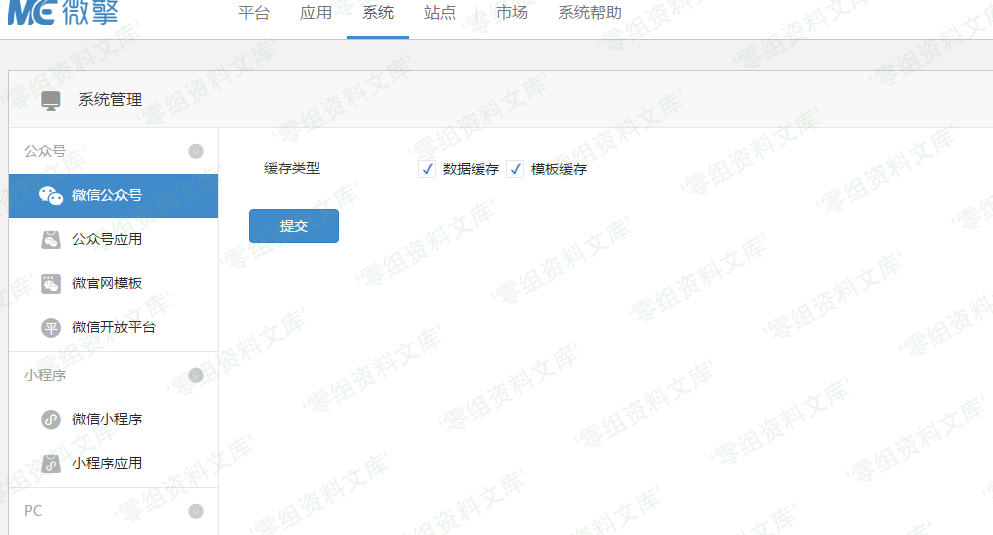 微擎
平台 应用 系统 站点 市场 系统帮助
系统管理
公众号
微信公众号
公众号应用
微官网模板
平 微信开放平台
小程序
微信小程序
小程序应用
PC
缓存类型 数据缓存 模板缓存
提交
'零组资料文库'